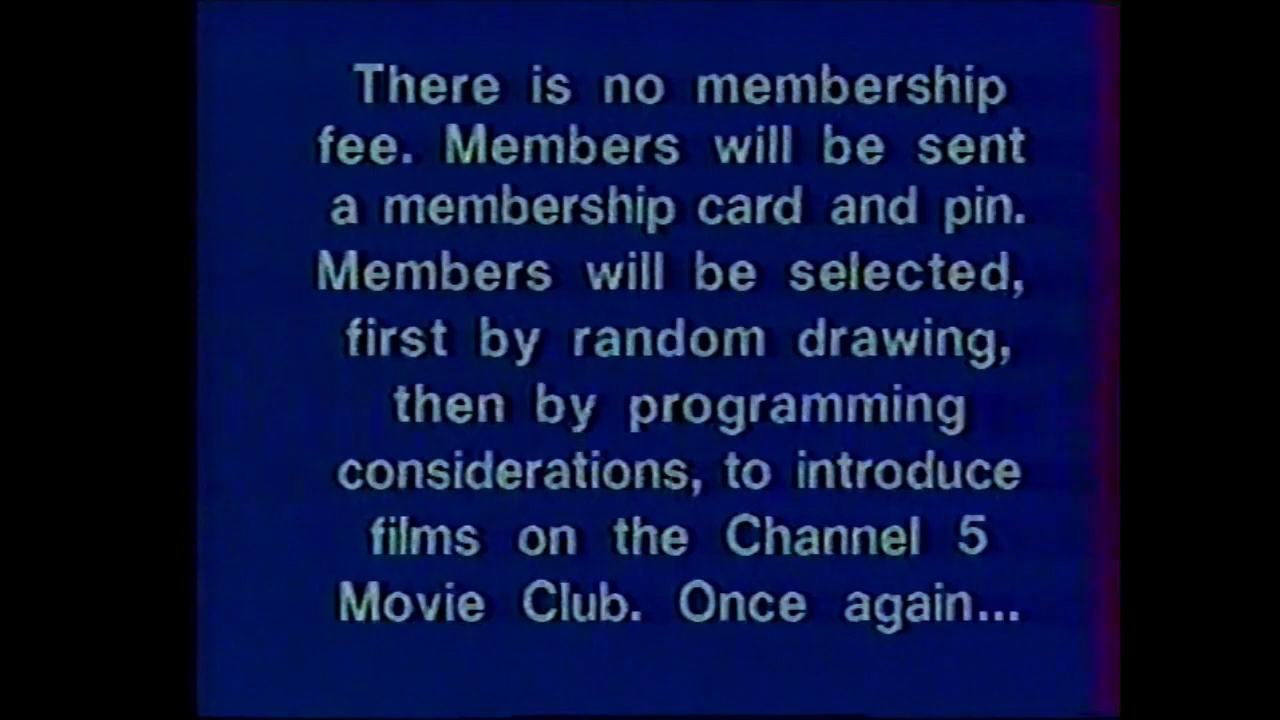 There is no membership
fee. Members will be sent
a membership card and pin.
Members will be selected,
first by random drawing,
then by programming
considerations, to introduce
films on the Channel 5
Movie Club. Once again...